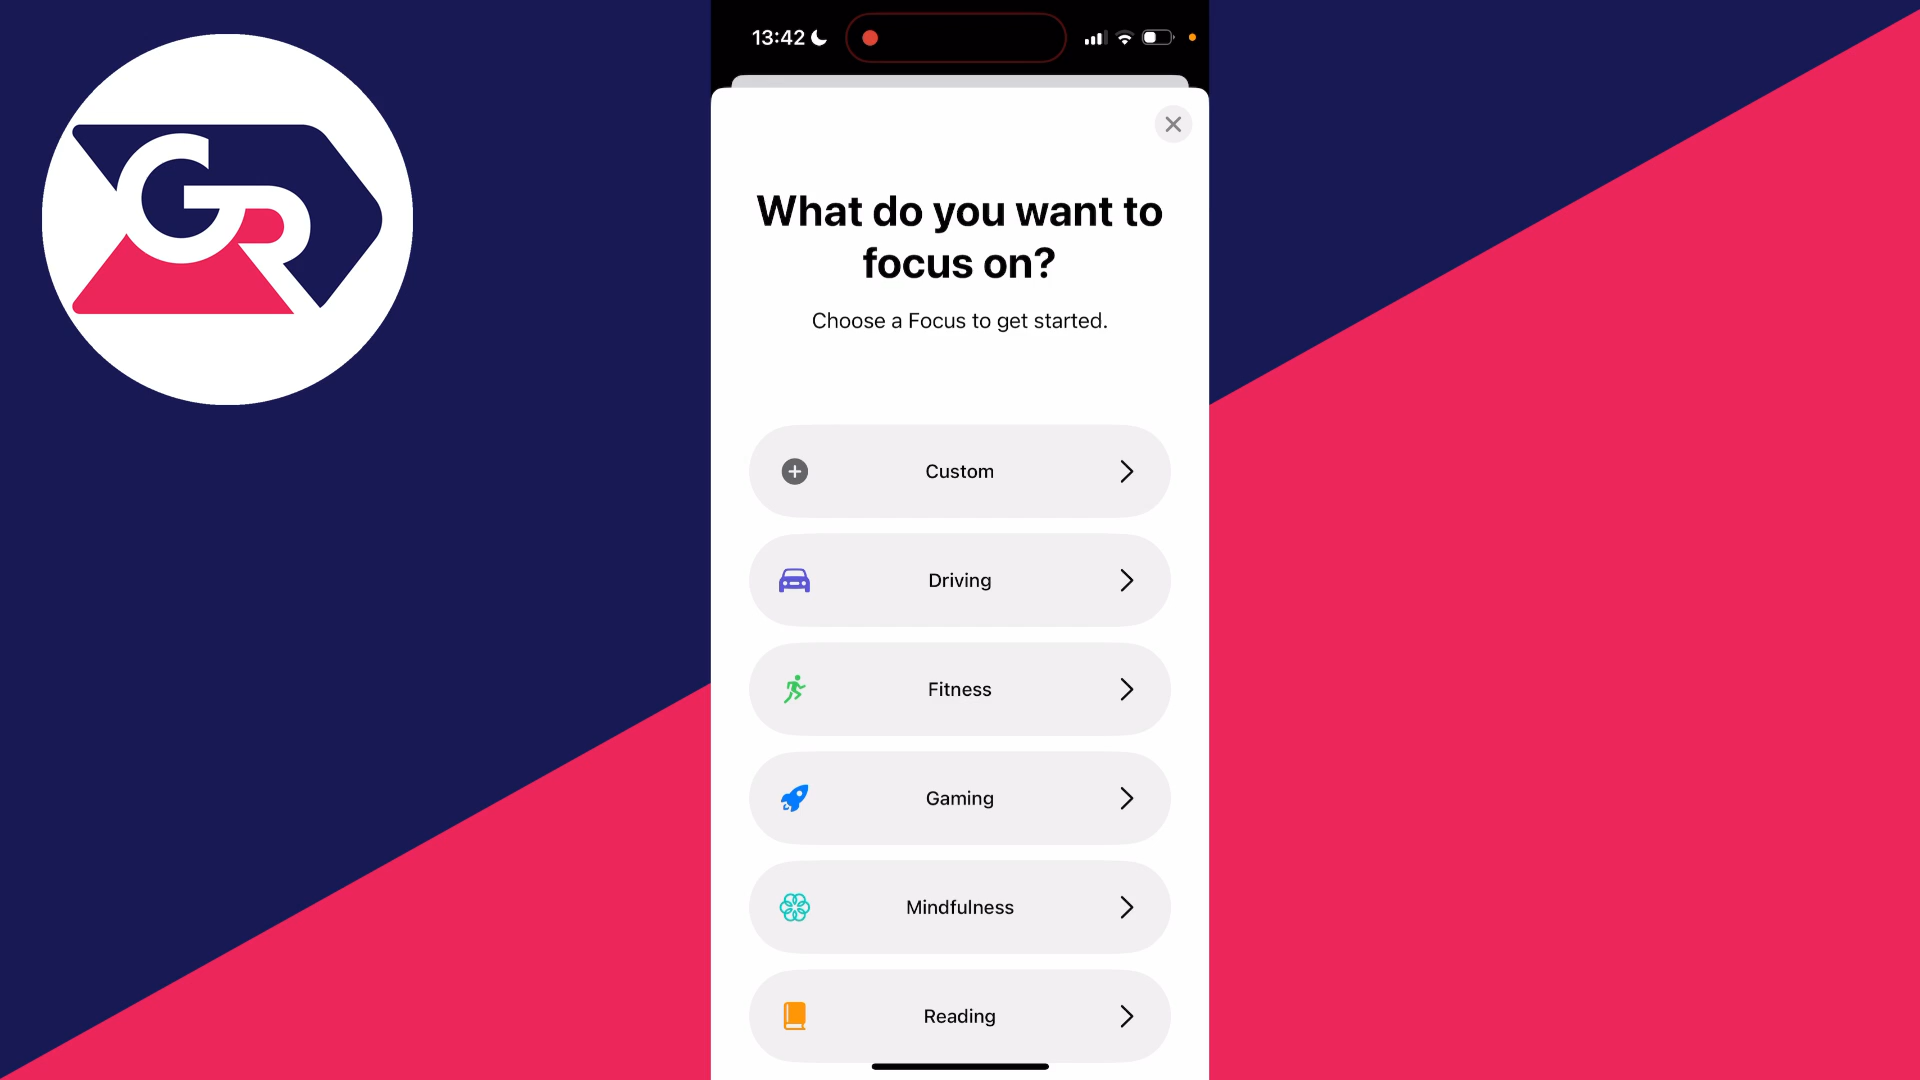 GR
13:42
What do you want to
focus on?
Choose a Focus to get started.
Custom
Driving
Fitness
Gaming
Mindfulness
Reading